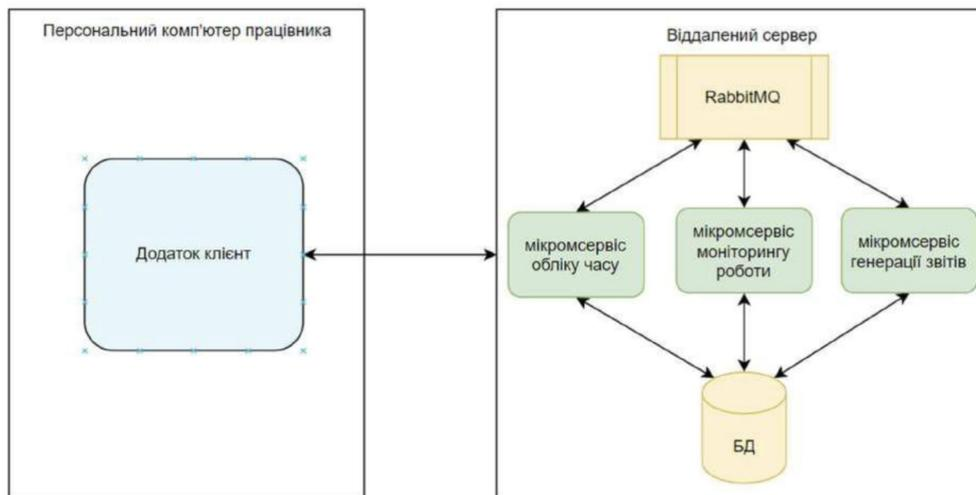 Персональний комп'ютер працівника
Віддалений сервер
RabbitMQ
Додаток клієнт
мікромсервіс
обліку часу
мікромсервіс
моніторингу
роботи
мікромсервіс
генерації звітів
БД